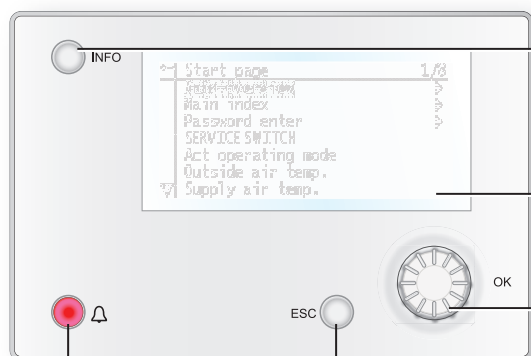 INFO
Start page 1/8
Main index
Password enter
SERVICE SWITCH
Act operating mode
Outside air temp.
Supply air temp.
ESC
OK